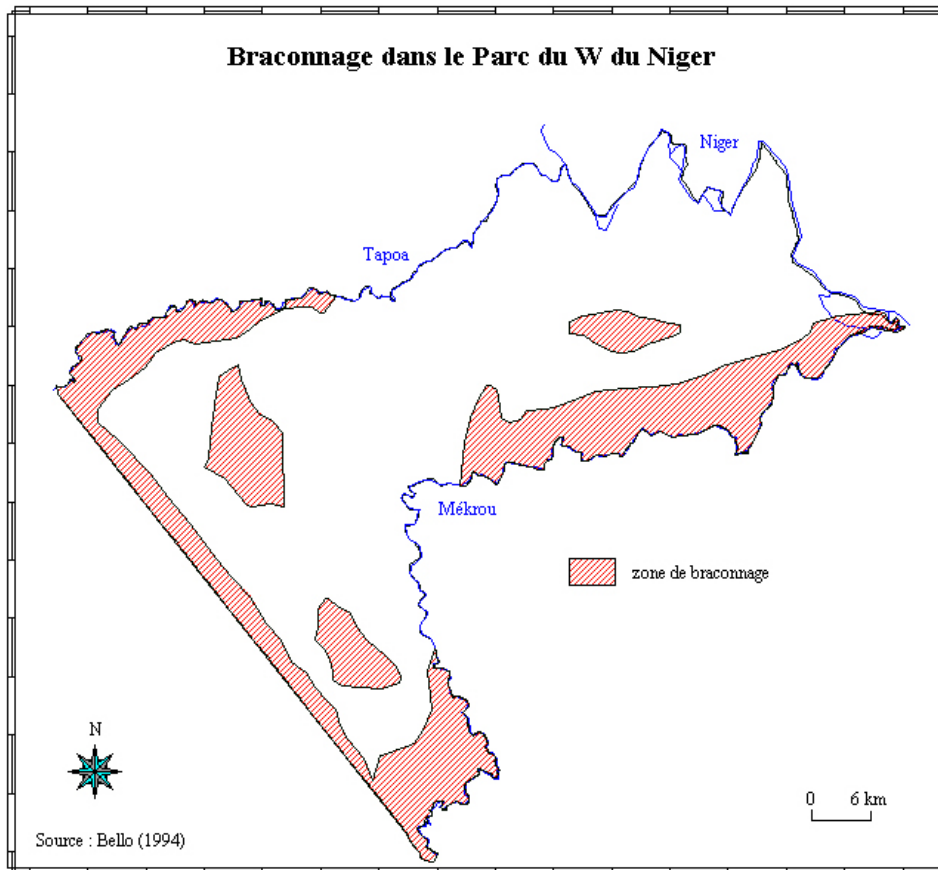 Braconnage dans le Parc du W du Niger
Niger
Tapoa
Mékrou
zone de braconnage
N
0 6 km
Source : Bello (1994)